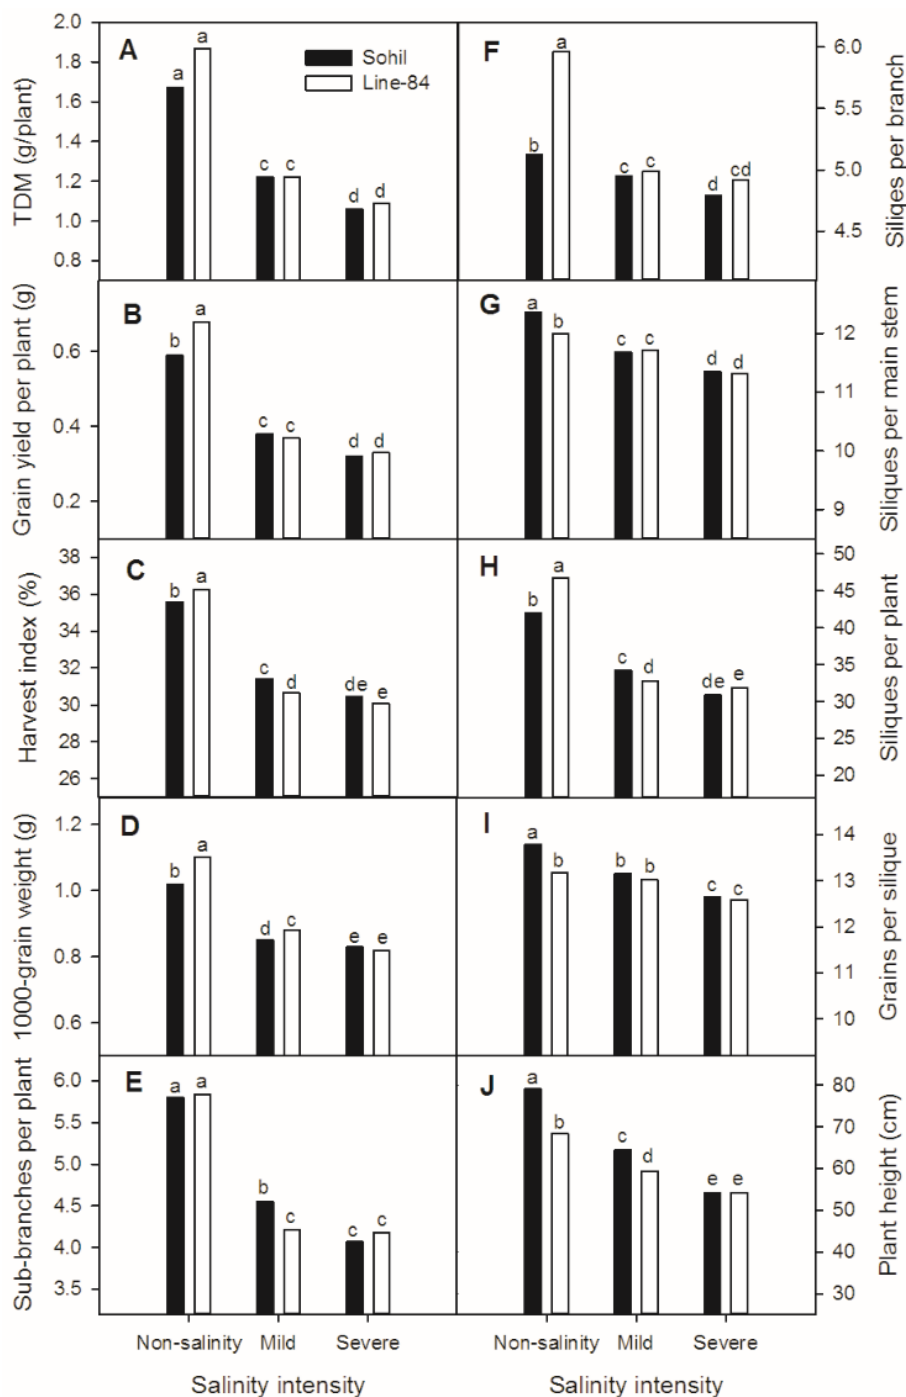 A
Sohil
Line-84
TDM (g/plant)
2.0
1.8
1.6
1.4
1.2
1.0
0.8
a a
c c
d d
F
Siliqes per branch
6.0
5.5
5.0
4.5
b a
c c
d cd
B
Grain yield per plant (g)
0.6
0.4
0.2
b a
c c
d d
G
Siliques per main stem
12
11
10
9
a b
c c
d d
C
Harvest index (%)
38
36
34
32
30
28
26
b a
c d
de e
H
Siliques per plant
50
45
40
35
30
25
20
b a
c d
de e
D
1000-grain weight (g)
1.2
1.0
0.8
0.6
b a
d c
e e
I
Grains per silique
14
13
12
11
10
a b
b b
c c
E
Sub-branches per plant
6.0
5.5
5.0
4.5
4.0
3.5
a a
b c
c c
J
Plant height (cm)
80
70
60
50
40
30
a b
c d
e e
Non-salinity Mild Severe
Non-salinity Mild Severe
Salinity intensity
Salinity intensity